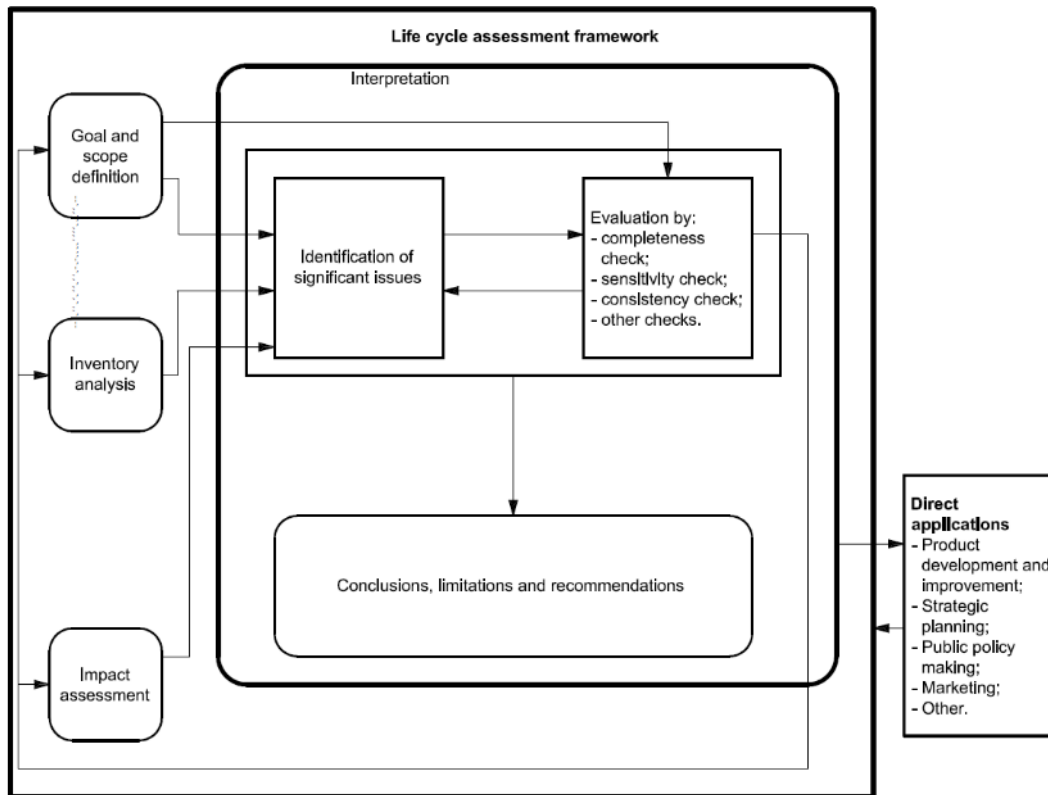 Life cycle assessment framework
Interpretation
Goal and
scope
definition
Identification of
significant issues
Evaluation by:
- completeness
check;
- sensitivity check;
- consistency check;
- other checks.
Inventory
analysis
Conclusions, limitations and recommendations
Impact
assessment
Direct
applications
- Product
development and
improvement;
- Strategic
planning;
- Public policy
making;
- Marketing;
- Other.